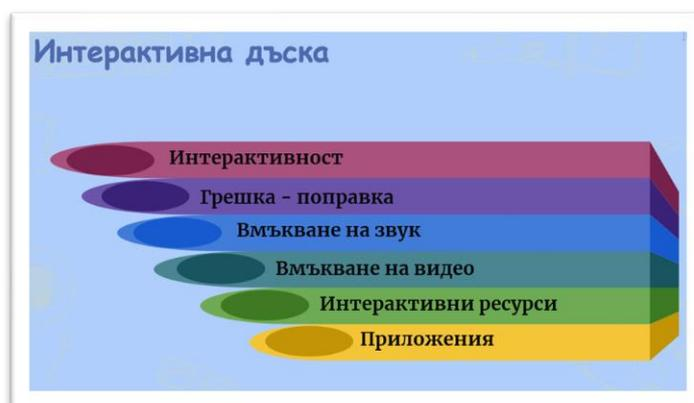 Интерактивна дъска
Интерактивност
Грешка - поправка
Вмъкване на звук
Вмъкване на видео
Интерактивни ресурси
Приложения